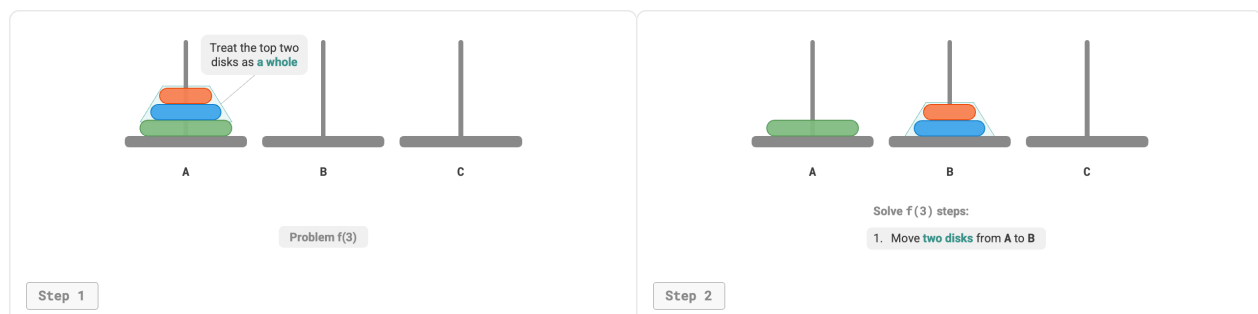 Treat the top two
disks as a whole
A
B
C
Problem f(3)
Step 1
A
B
C
Solve f(3) steps:
1. Move two disks from A to B
Step 2